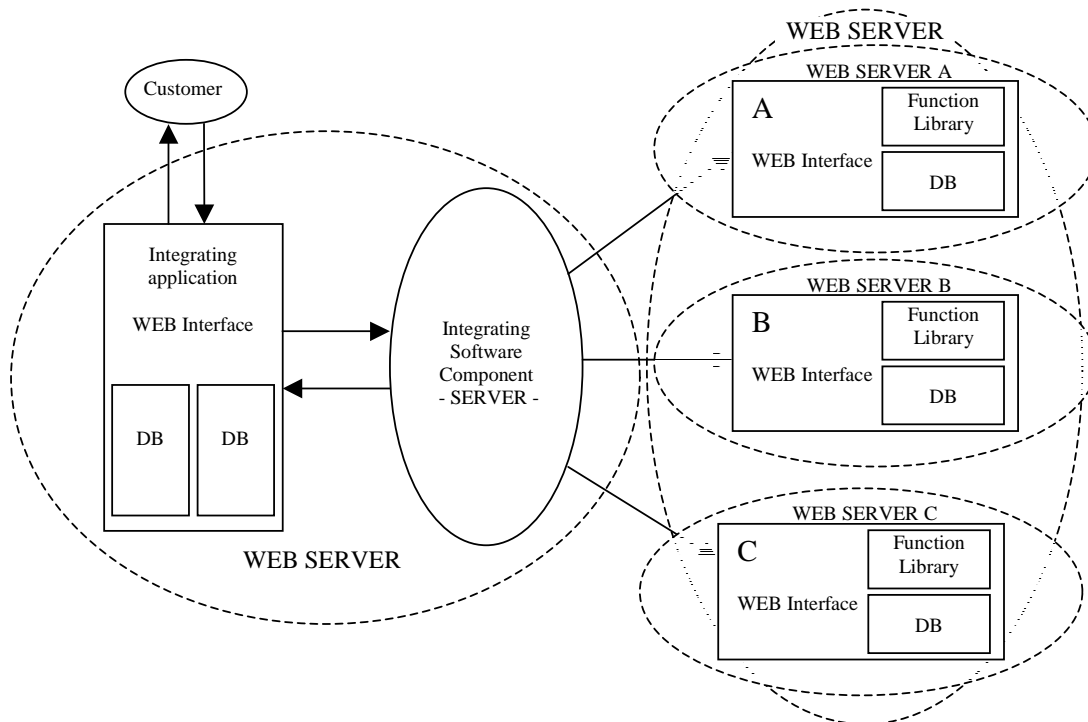 Customer
Integrating
application
WEB Interface
DB
DB
Integrating
Software
Component
- SERVER -
WEB SERVER
WEB SERVER
WEB SERVER A
A
WEB Interface
Function
Library
DB
WEB SERVER B
B
WEB Interface
Function
Library
DB
WEB SERVER C
C
WEB Interface
Function
Library
DB